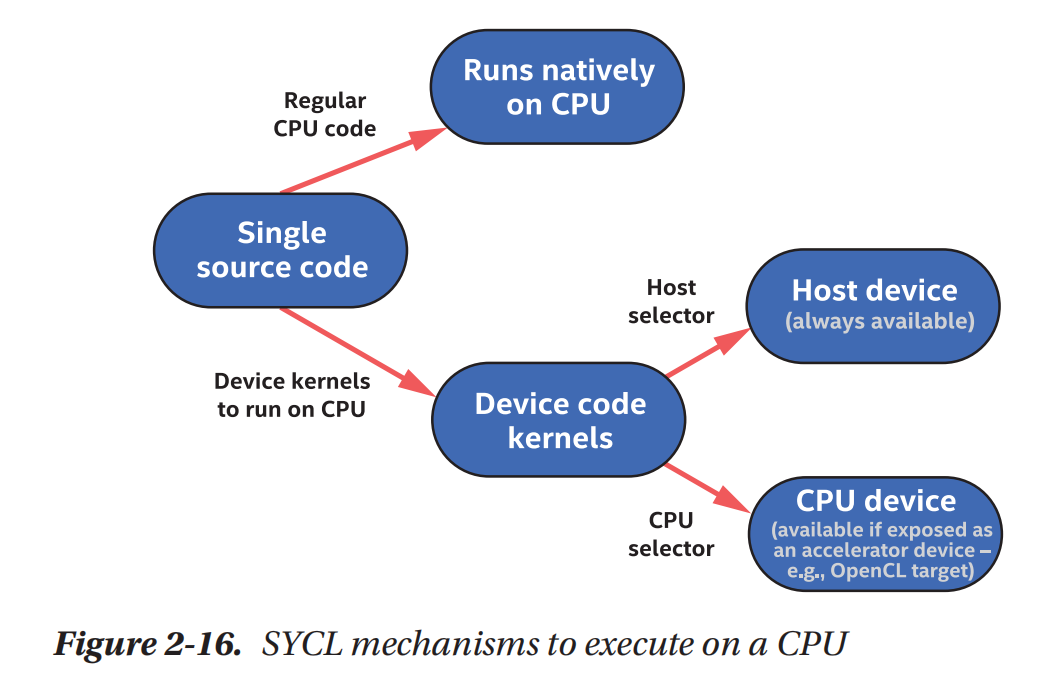 Runs natively
on CPU
Regular
CPU code
Single
source code
Host
selector
Host device
(always available)
Device kernels
to run on CPU
Device code
kernels
CPU
selector
CPU device
(available if exposed as
an accelerator device –
e.g., OpenCL target)
Figure 2-16. SYCL mechanisms to execute on a CPU